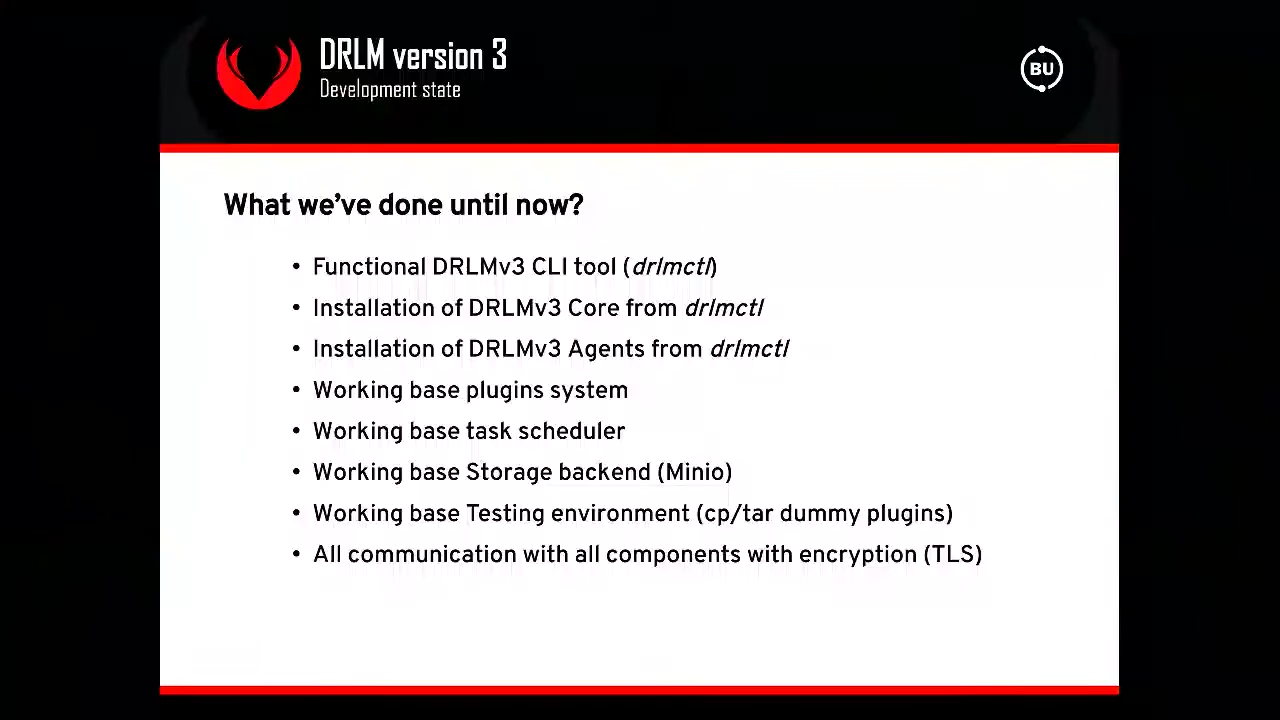 DRLM version 3
Development state
BU
What we've done until now?
• Functional DRLMv3 CLI tool (drlmctl)
• Installation of DRLMv3 Core from drlmctl
• Installation of DRLMv3 Agents from drlmctl
• Working base plugins system
• Working base task scheduler
• Working base Storage backend (Minio)
• Working base Testing environment (cp/tar dummy plugins)
• All communication with all components with encryption (TLS)